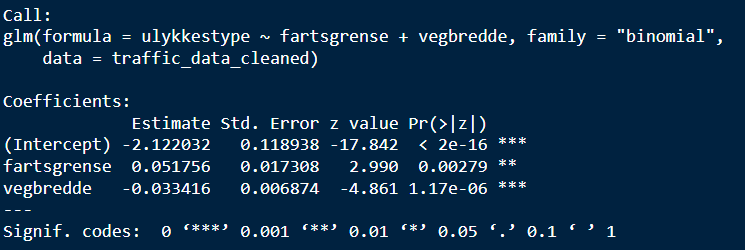 Call:
glm(formula = ulykkestype ~ fartsgrense + vegbredde, family = "binomial",
    data = traffic_data_cleaned)
Coefficients:
             Estimate Std. Error z value Pr(>|z|)
(Intercept) -2.122032   0.118938 -17.842  < 2e-16 ***
fartsgrense  0.051756   0.017308   2.990  0.00279 **
vegbredde   -0.033416   0.006874  -4.861 1.17e-06 ***
---
Signif. codes:  0 ‘***’ 0.001 ‘**’ 0.01 ‘*’ 0.05 ‘.’ 0.1 ‘ ’ 1